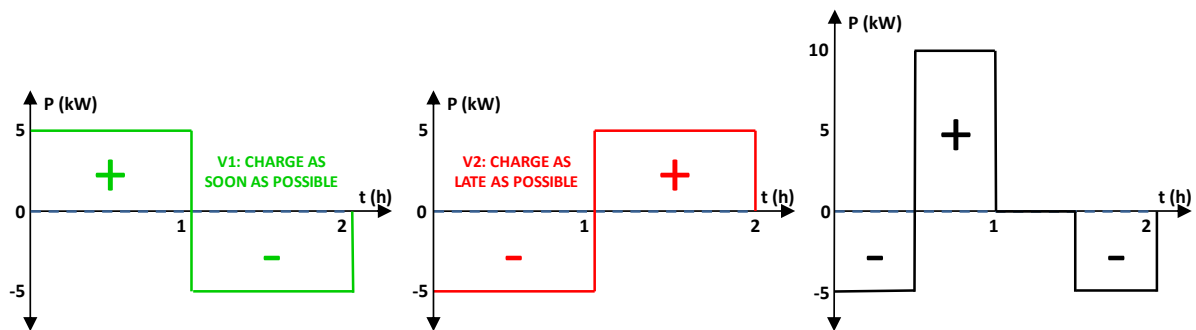 P (kW)
5
+
V1: CHARGE AS
SOON AS POSSIBLE
t (h)
0
1
2
-
-5
P (kW)
5
V2: CHARGE AS
LATE AS POSSIBLE
+
t (h)
0
1
2
-
-5
P (kW)
10
5
+
t (h)
0
1
2
-
-
-5